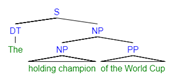 S
DT NP
The NP PP
holding champion of the World Cup